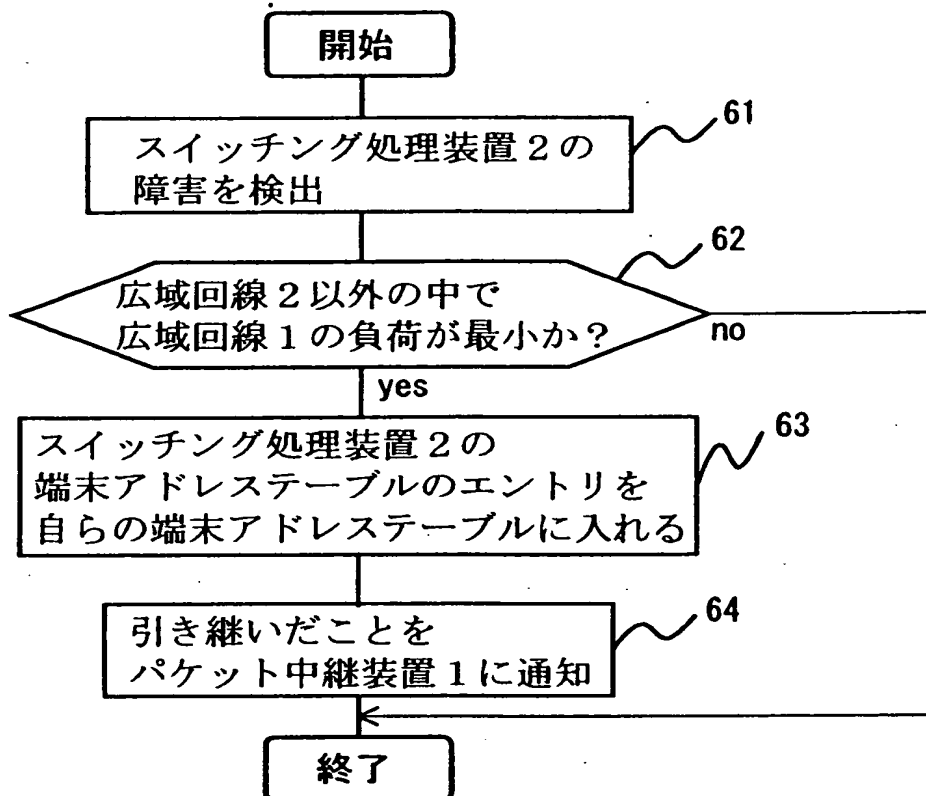 開始
61
スイッチング処理装置2の
障害を検出
62
広域回線2以外の中で
広域回線1の負荷が最小か?
no
yes
63
スイッチング処理装置2の
端末アドレステーブルのエントリを
自らの端末アドレステーブルに入れる
64
引き継いだことを
パケット中継装置1に通知
終了